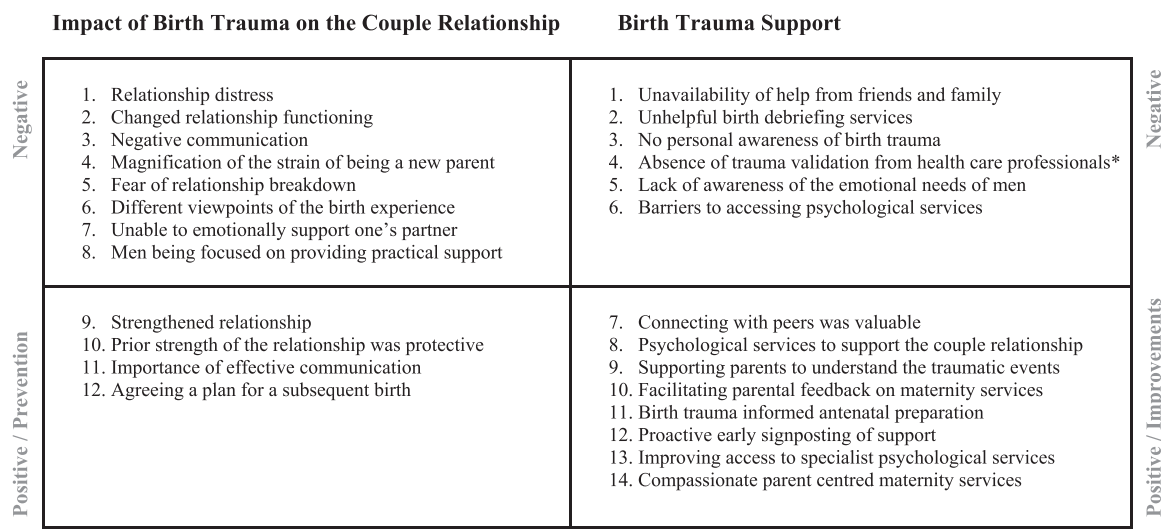 Impact of Birth Trauma on the Couple Relationship
Birth Trauma Support
Negative
1. Relationship distress
2. Changed relationship functioning
3. Negative communication
4. Magnification of the strain of being a new parent
5. Fear of relationship breakdown
6. Different viewpoints of the birth experience
7. Unable to emotionally support one's partner
8. Men being focused on providing practical support
1. Unavailability of help from friends and family
2. Unhelpful birth debriefing services
3. No personal awareness of birth trauma
4. Absence of trauma validation from health care professionals*
5. Lack of awareness of the emotional needs of men
6. Barriers to accessing psychological services
Negative
Positive / Prevention
9. Strengthened relationship
10. Prior strength of the relationship was protective
11. Importance of effective communication
12. Agreeing a plan for a subsequent birth
7. Connecting with peers was valuable
8. Psychological services to support the couple relationship
9. Supporting parents to understand the traumatic events
10. Facilitating parental feedback on maternity services
11. Birth trauma informed antenatal preparation
12. Proactive early signposting of support
13. Improving access to specialist psychological services
14. Compassionate parent centred maternity services
Positive / Improvements